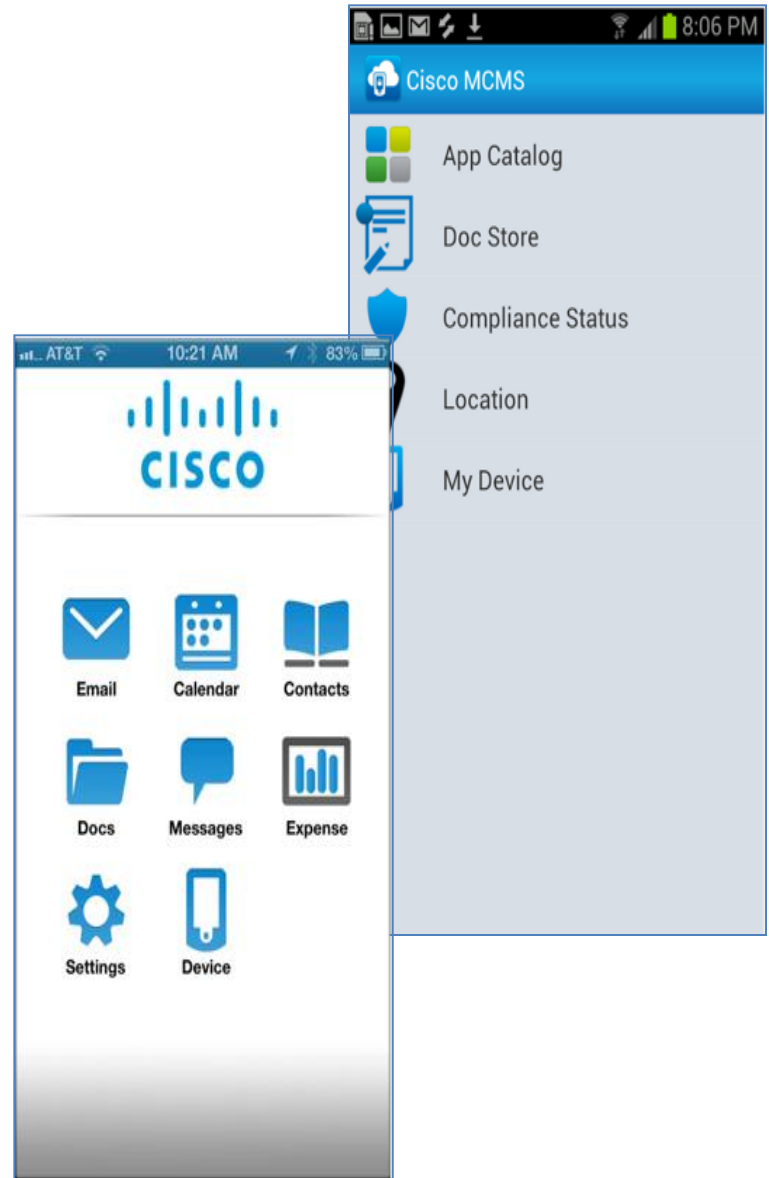 8:06 PM
Cisco MCMS
App Catalog
Doc Store
Compliance Status
Location
My Device
AT&T 10:21 AM 83%
CISCO
Email Calendar Contacts
Docs Messages Expense
Settings Device